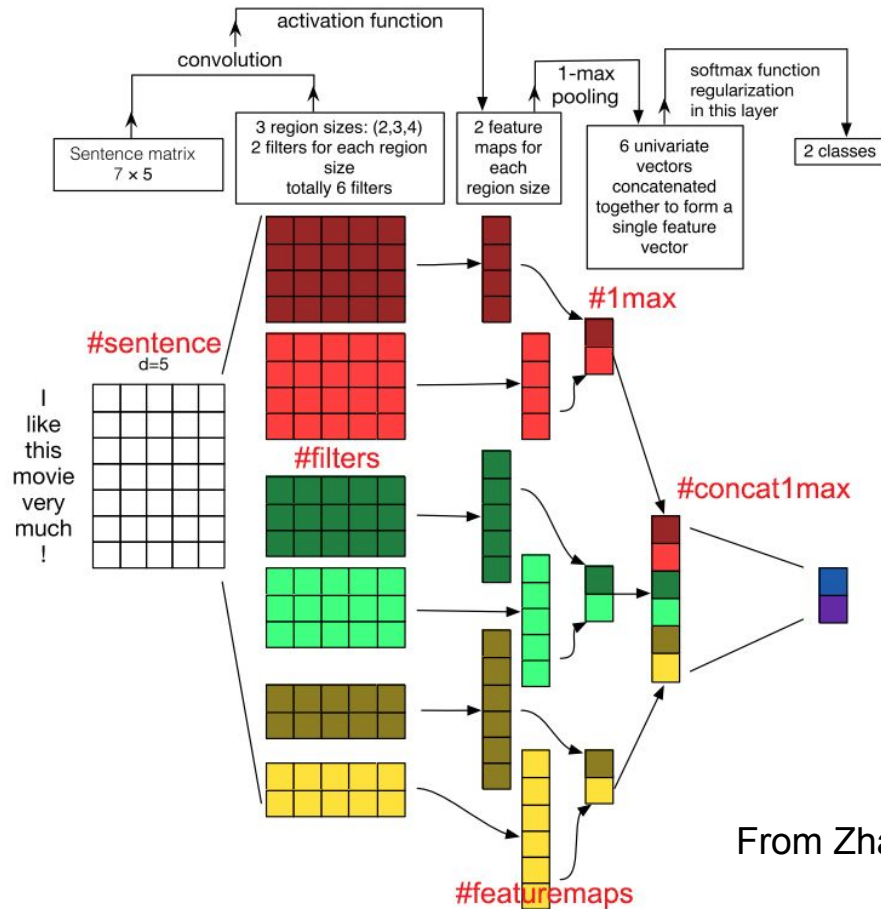 activation function
convolution
1-max
pooling
softmax function
regularization
in this layer
Sentence matrix
7 × 5
3 region sizes: (2,3,4)
2 filters for each region
size
totally 6 filters
2 feature
maps for
each
region size
6 univariate
vectors
concatenated
together to form a
single feature
vector
2 classes
#sentence
d=5
I
like
this
movie
very
much
!
#filters
#1max
#concat1max
#featuremaps
From Zha